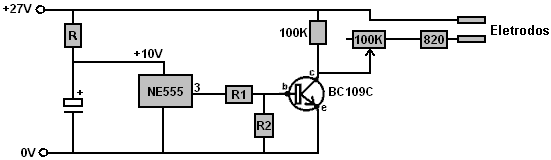 +27V
R
+10V
100K
100K
820
Eletrodos
+
NE555
3
R1
R2
b
c
e
BC109C
0V